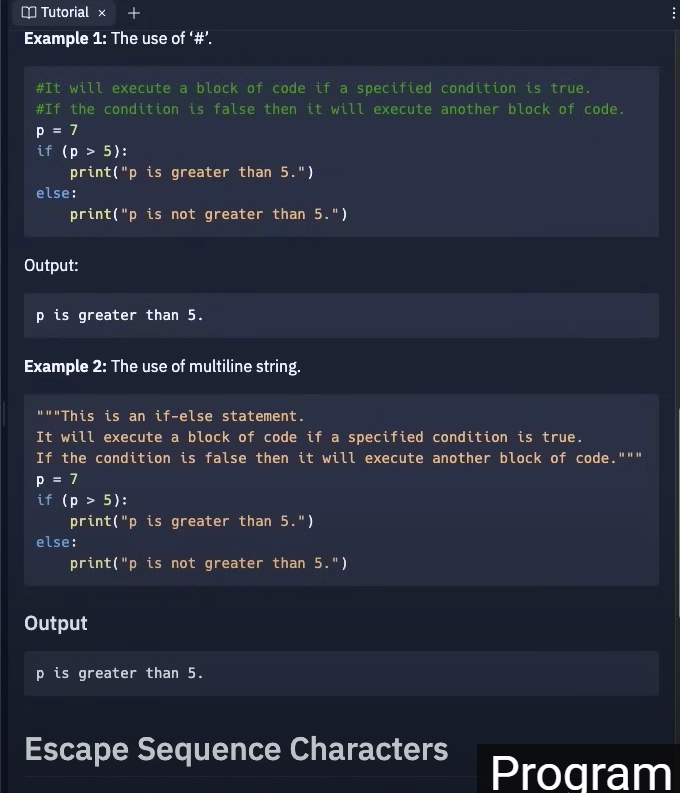 Tutorial × +
Example 1: The use of ‘#’.
#It will execute a block of code if a specified condition is true.
#If the condition is false then it will execute another block of code.
p = 7
if (p > 5):
    print("p is greater than 5.")
else:
    print("p is not greater than 5.")
Output:
p is greater than 5.
Example 2: The use of multiline string.
"""This is an if-else statement.
It will execute a block of code if a specified condition is true.
If the condition is false then it will execute another block of code."""
p = 7
if (p > 5):
    print("p is greater than 5.")
else:
    print("p is not greater than 5.")
Output
p is greater than 5.
Escape Sequence Characters
Program